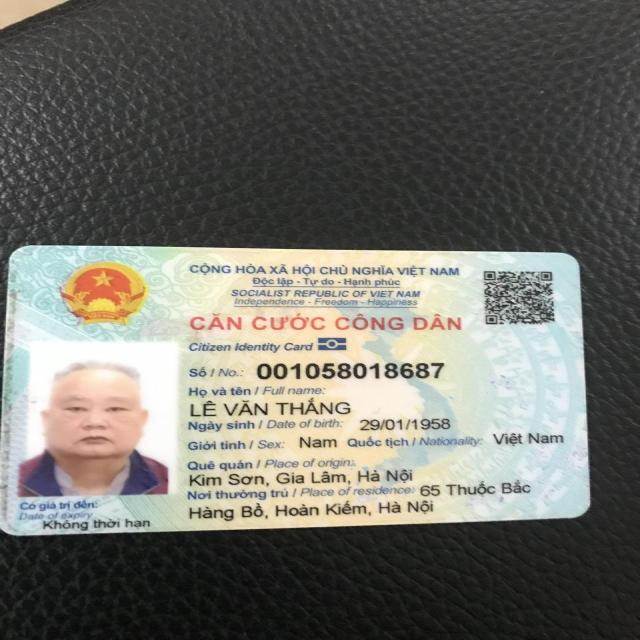 CỘNG HÒA XÃ HỘI CHỦ NGHĨA VIỆT NAM
Độc lập - Tự do - Hạnh phúc
SOCIALIST REPUBLIC OF VIET NAM
Independence - Freedom - Happiness
CĂN CƯỚC CÔNG DÂN
Citizen Identity Card
Số / No.: 001058018687
Họ và tên / Full name:
LÊ VĂN THẮNG
Ngày sinh / Date of birth: 29/01/1958
Giới tính / Sex: Nam Quốc tịch / Nationality: Việt Nam
Quê quán / Place of origin:
Kim Sơn, Gia Lâm, Hà Nội
Nơi thường trú / Place of residence: 65 Thuốc Bắc
Hàng Bồ, Hoàn Kiếm, Hà Nội
Có giá trị đến:
Date of expiry
Không thời hạn